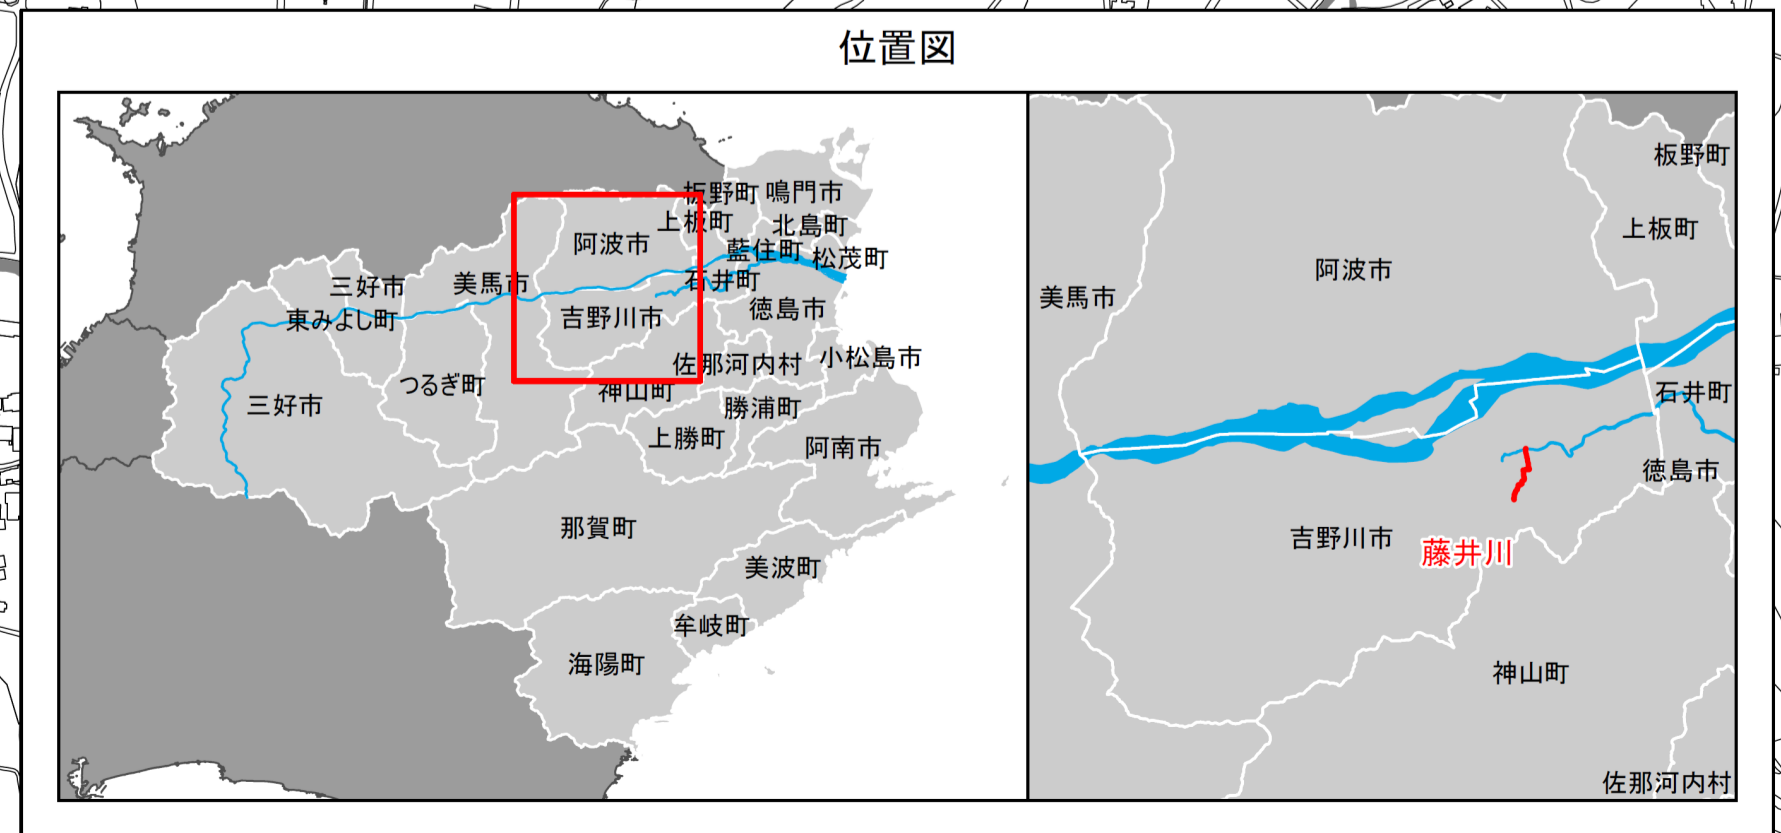 位置図
板野町
鳴門市
上板町
北島町
阿波市
藍住町
松茂町
三好市
美馬市
石井町
東みよし町
吉野川市
徳島市
佐那河内村
小松島市
つるぎ町
神山町
三好市
勝浦町
上勝町
阿南市
那賀町
美波町
牟岐町
海陽町
板野町
上板町
阿波市
美馬市
石井町
徳島市
吉野川市
藤井川
神山町
佐那河内村